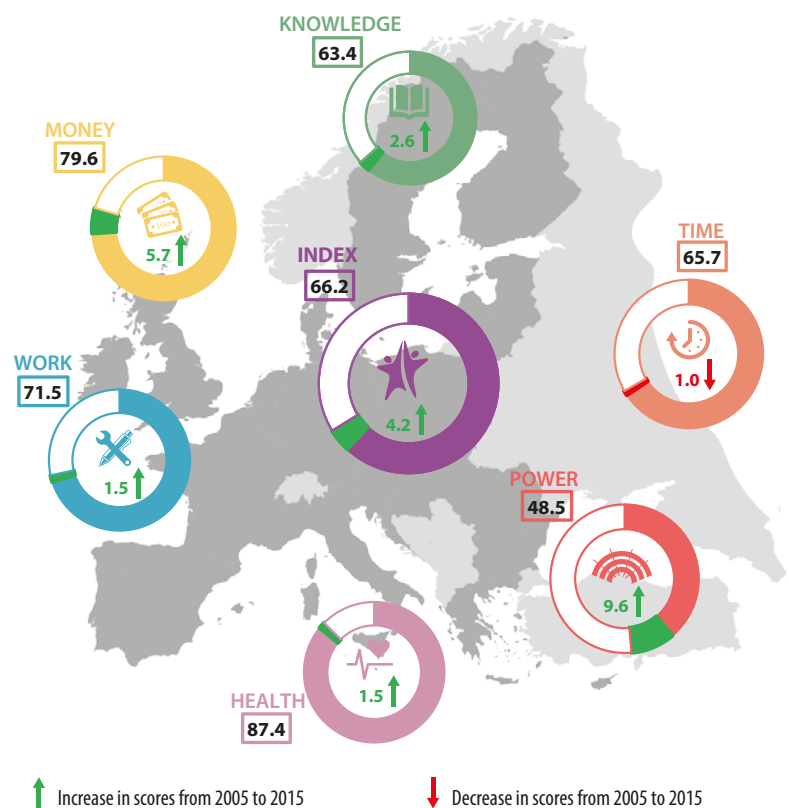 KNOWLEDGE
63.4
2.6
MONEY
79.6
100
5.7
TIME
65.7
1.0
INDEX
66.2
4.2
WORK
71.5
1.5
POWER
48.5
9.6
HEALTH
87.4
1.5
Increase in scores from 2005 to 2015
Decrease in scores from 2005 to 2015